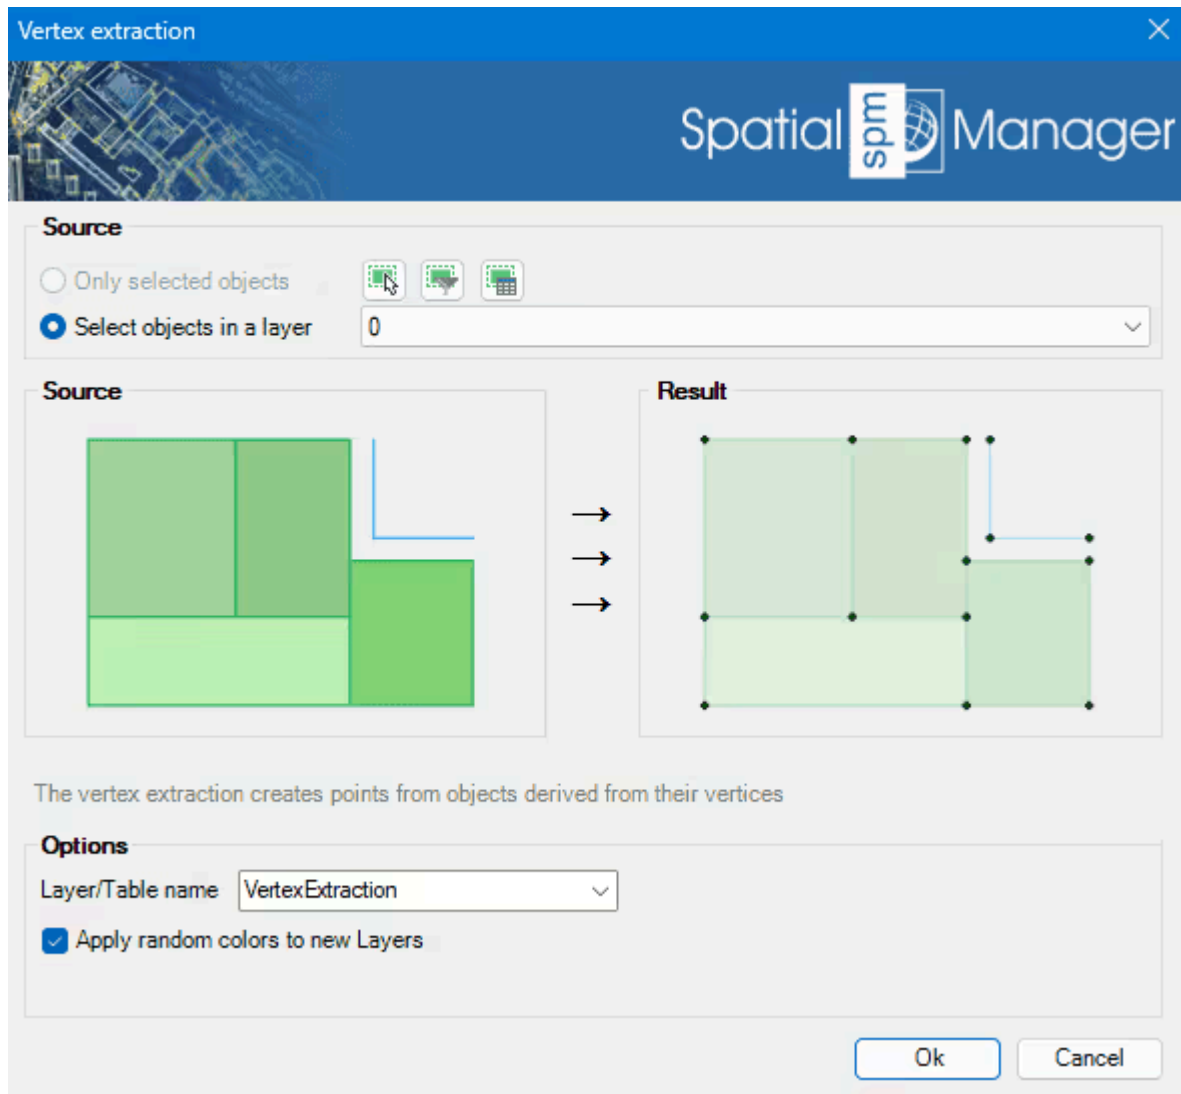 Vertex extraction
Spatial spm Manager
Source
Only selected objects
Select objects in a layer 0
Source Result
The vertex extraction creates points from objects derived from their vertices
Options
Layer/Table name VertexExtraction
Apply random colors to new Layers
Ok Cancel